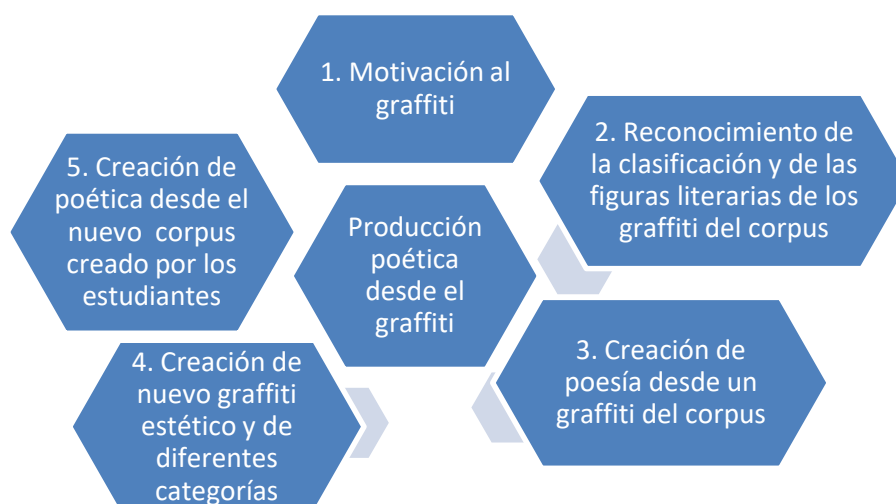 1. Motivación al
graffiti
2. Reconocimiento de
la clasificación y de las
figuras literarias de los
graffiti del corpus
3. Creación de
poesía desde un
graffiti del corpus
4. Creación de
nuevo graffiti
estético y de
diferentes
categorías
5. Creación de
poética desde el
nuevo corpus
creado por los
estudiantes
Producción
poética
desde el
graffiti